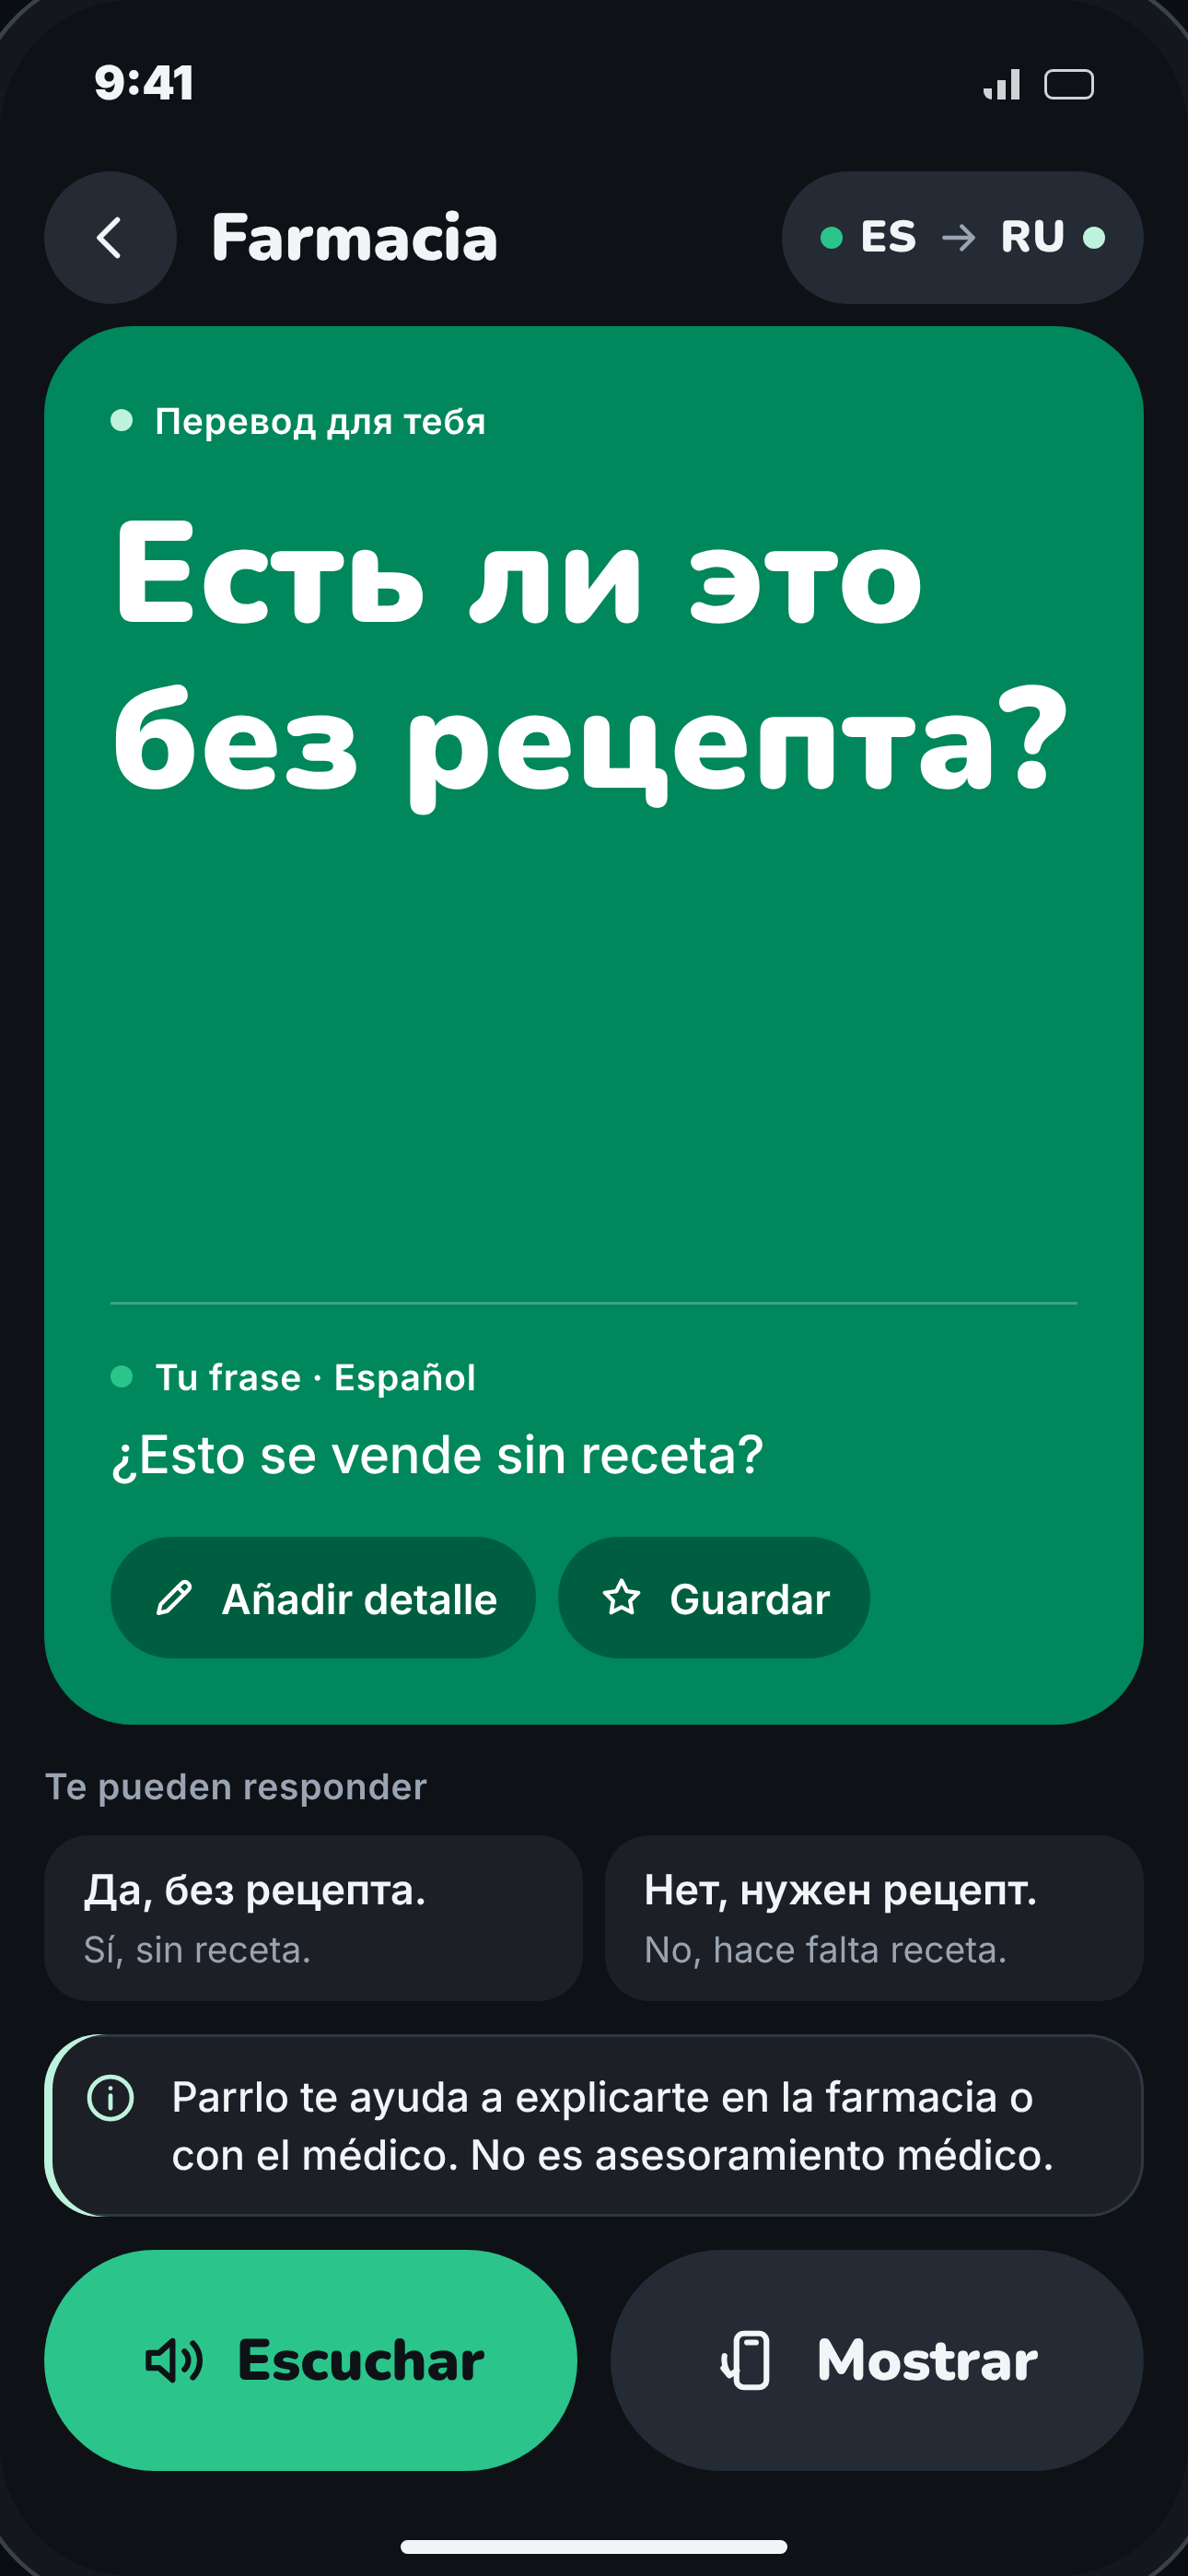 9:41
Farmacia
ES → RU
Перевод для тебя
Есть ли это
без рецепта?
Tu frase · Español
¿Esto se vende sin receta?
Añadir detalle
Guardar
Te pueden responder
Да, без рецепта.
Sí, sin receta.
Нет, нужен рецепт.
No, hace falta receta.
Parrlo te ayuda a explicarte en la farmacia o
con el médico. No es asesoramiento médico.
Escuchar
Mostrar